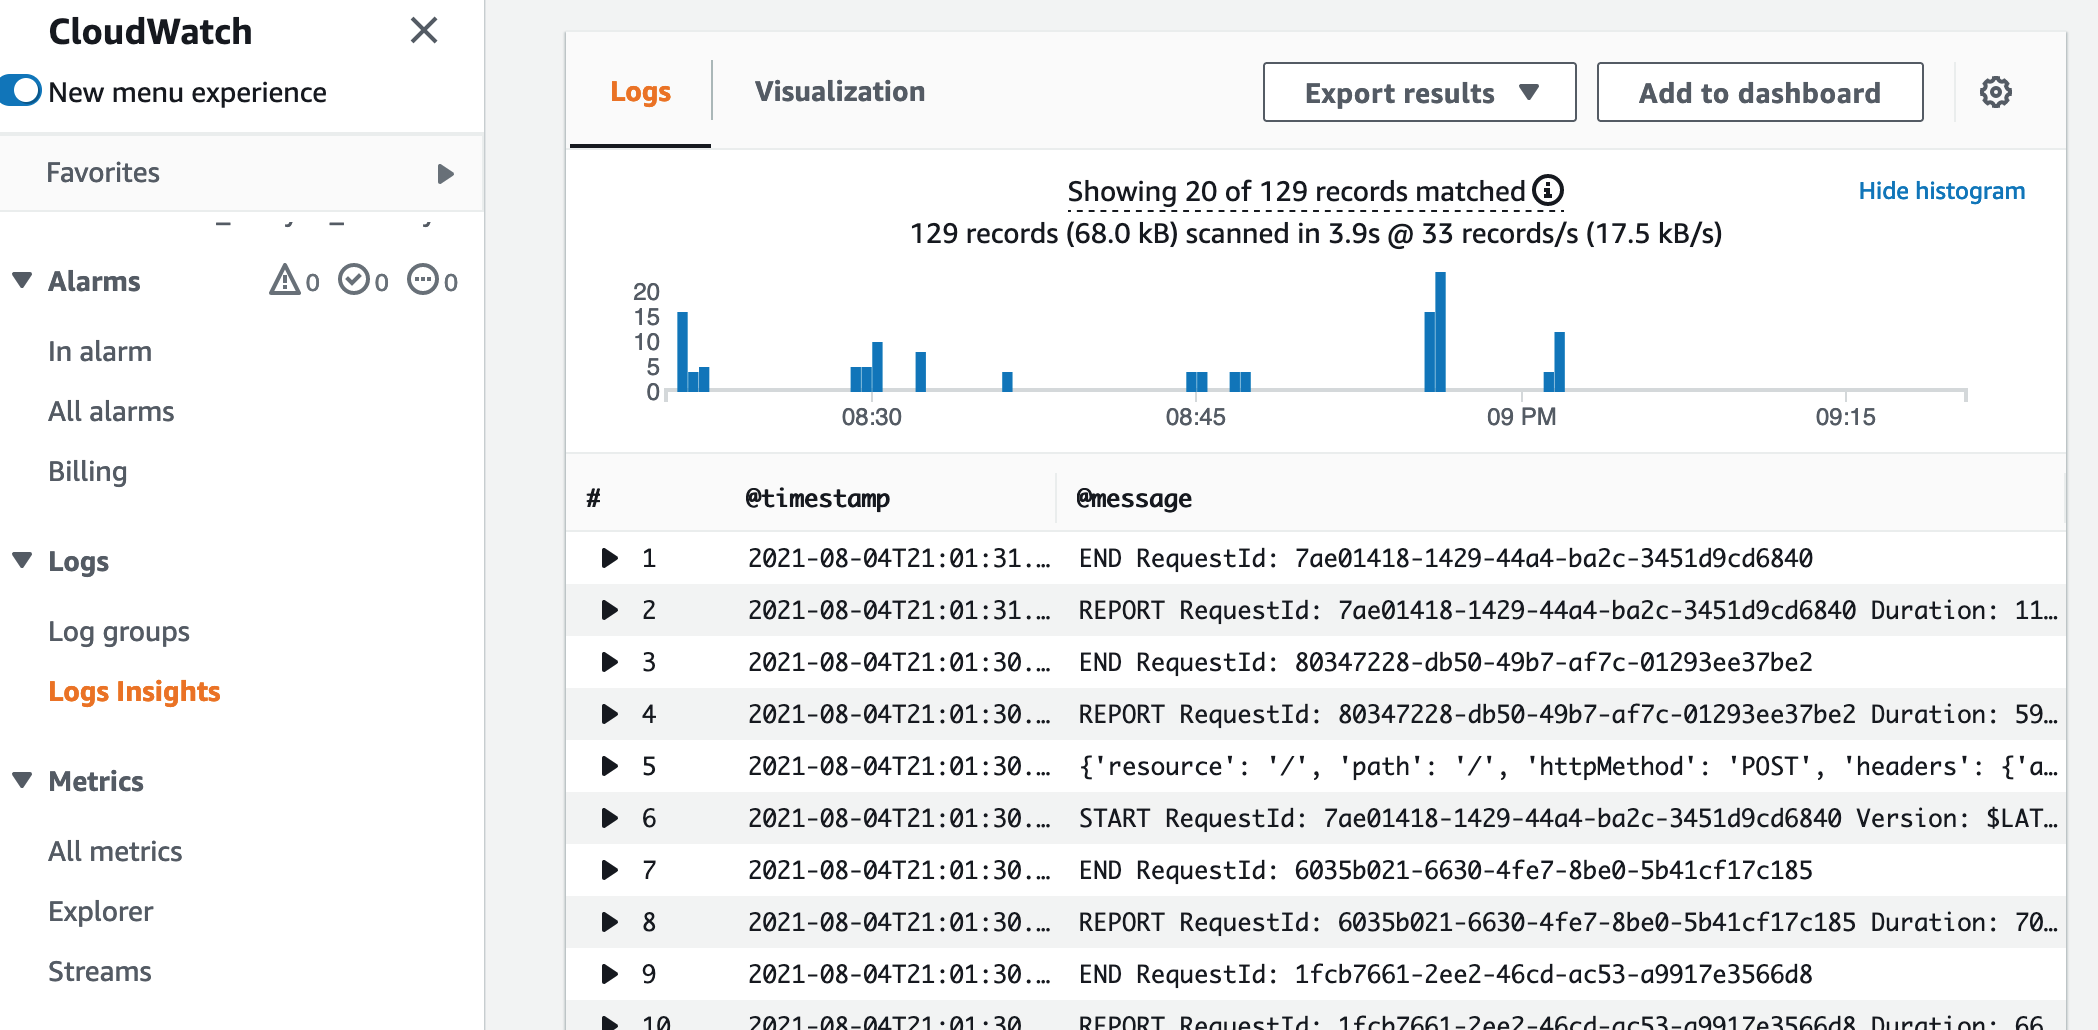 CloudWatch
New menu experience
Favorites
Alarms 0 0 0
In alarm
All alarms
Billing
Logs
Log groups
Logs Insights
Metrics
All metrics
Explorer
Streams
Logs Visualization Export results Add to dashboard
Showing 20 of 129 records matched
Hide histogram
129 records (68.0 kB) scanned in 3.9s @ 33 records/s (17.5 kB/s)
20
15
10
5
0
08:30 08:45 09 PM 09:15
# @timestamp @message
1 2021-08-04T21:01:31.… END RequestId: 7ae01418-1429-44a4-ba2c-3451d9cd6840
2 2021-08-04T21:01:31.… REPORT RequestId: 7ae01418-1429-44a4-ba2c-3451d9cd6840 Duration: 11…
3 2021-08-04T21:01:30.… END RequestId: 80347228-db50-49b7-af7c-01293ee37be2
4 2021-08-04T21:01:30.… REPORT RequestId: 80347228-db50-49b7-af7c-01293ee37be2 Duration: 59…
5 2021-08-04T21:01:30.… {'resource': '/', 'path': '/', 'httpMethod': 'POST', 'headers': {'a…
6 2021-08-04T21:01:30.… START RequestId: 7ae01418-1429-44a4-ba2c-3451d9cd6840 Version: $LAT…
7 2021-08-04T21:01:30.… END RequestId: 6035b021-6630-4fe7-8be0-5b41cf17c185
8 2021-08-04T21:01:30.… REPORT RequestId: 6035b021-6630-4fe7-8be0-5b41cf17c185 Duration: 70…
9 2021-08-04T21:01:30.… END RequestId: 1fcb7661-2ee2-46cd-ac53-a9917e3566d8
10 2021-08-04T21:01:30 REPORT RequestId: 1fcb7661-2ee2-46cd-ac53-a9917e3566d8 Duration: 66